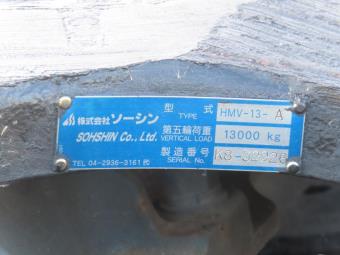 株式会社ソーシン
SOHSHIN Co., Ltd.
TEL 04-2936-3161 ㈹
型 式 HMV-13- A
TYPE
第五輪荷重 13000 kg
VERTICAL LOAD
製造番号
SERIAL No.